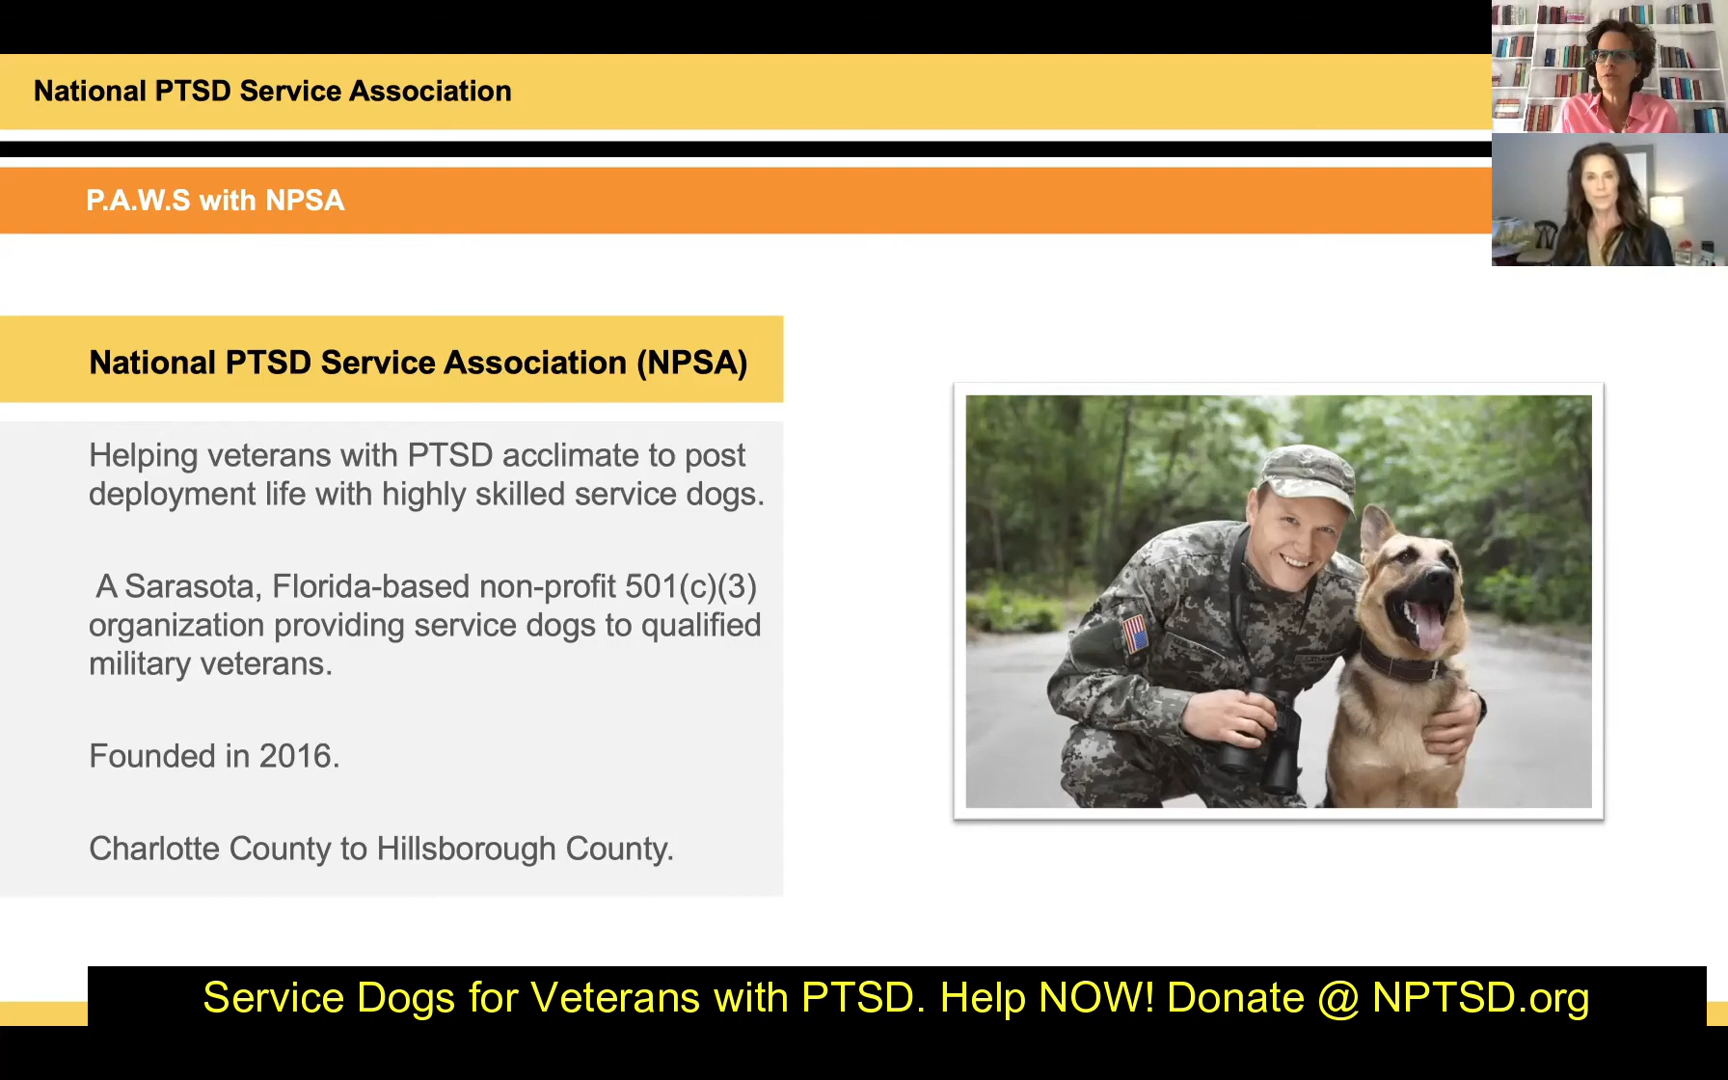 National PTSD Service Association
P.A.W.S with NPSA
National PTSD Service Association (NPSA)
Helping veterans with PTSD acclimate to post
deployment life with highly skilled service dogs.
A Sarasota, Florida-based non-profit 501(c)(3)
organization providing service dogs to qualified
military veterans.
Founded in 2016.
Charlotte County to Hillsborough County.
Service Dogs for Veterans with PTSD. Help NOW! Donate @ NPTSD.org